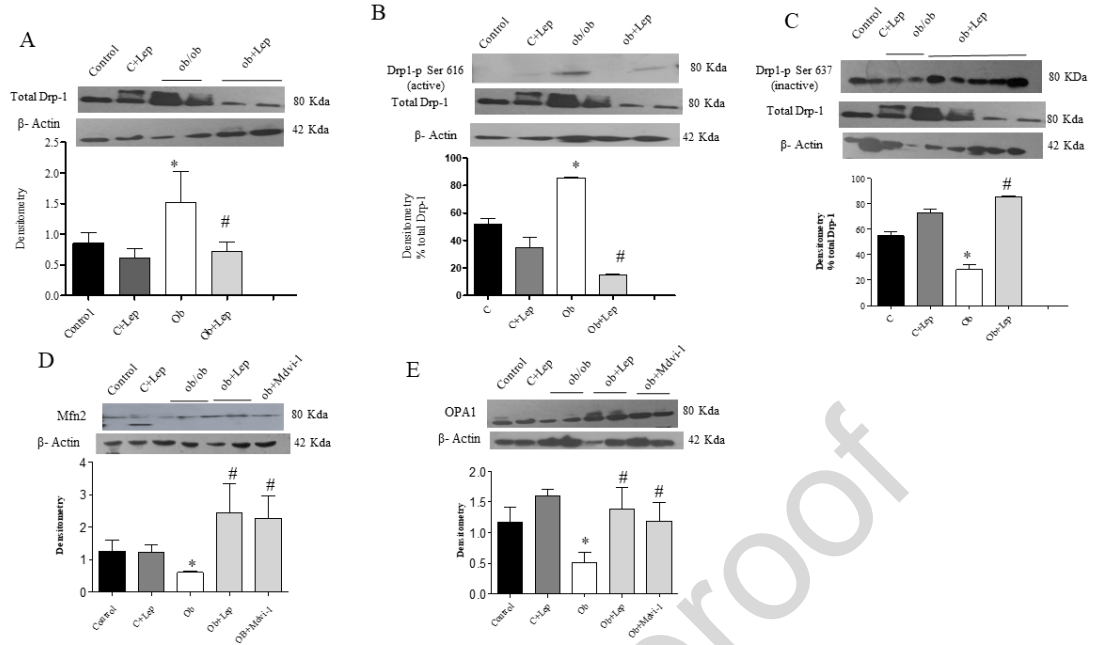 A
Control
C+Lep
ob/ob
ob+Lep
Total Drp-1
80 Kda
β- Actin
42 Kda
Densitometry
2.5
2.0
1.5
1.0
0.5
0.0
*
#
Control
C+Lep
Ob
Ob+Lep
B
Control
C+Lep
ob/ob
ob+Lep
Drp1-p Ser 616
(active)
80 Kda
Total Drp-1
80 Kda
β- Actin
42 Kda
Densitometry
% total Drp-1
100
80
60
40
20
0
*
#
C
C+Lep
Ob
Ob+Lep
C
Control
C+Lep
ob/ob
ob+Lep
Drp1-p Ser 637
(inactive)
80 KDa
Total Drp-1
80 Kda
β- Actin
42 Kda
Densitometry
% total Drp-1
100
80
60
40
20
0
*
#
C
C+Lep
Ob
Ob+Lep
D
Control
C+Lep
ob/ob
ob+Lep
ob+Mdvi-1
Mfn2
80 Kda
β- Actin
42 Kda
Densitometry
4
3
2
1
0
*
#
#
Control
C+Lep
Ob
Ob+Lep
OB+Mdvi-1
E
Control
C+Lep
ob/ob
ob+Lep
ob+Mdvi-1
OPA1
80 Kda
β- Actin
42 Kda
Densitometry
2.0
1.5
1.0
0.5
0.0
*
#
#
Control
C+Lep
Ob
Ob+Lep
Ob+Mdvi-1
proof